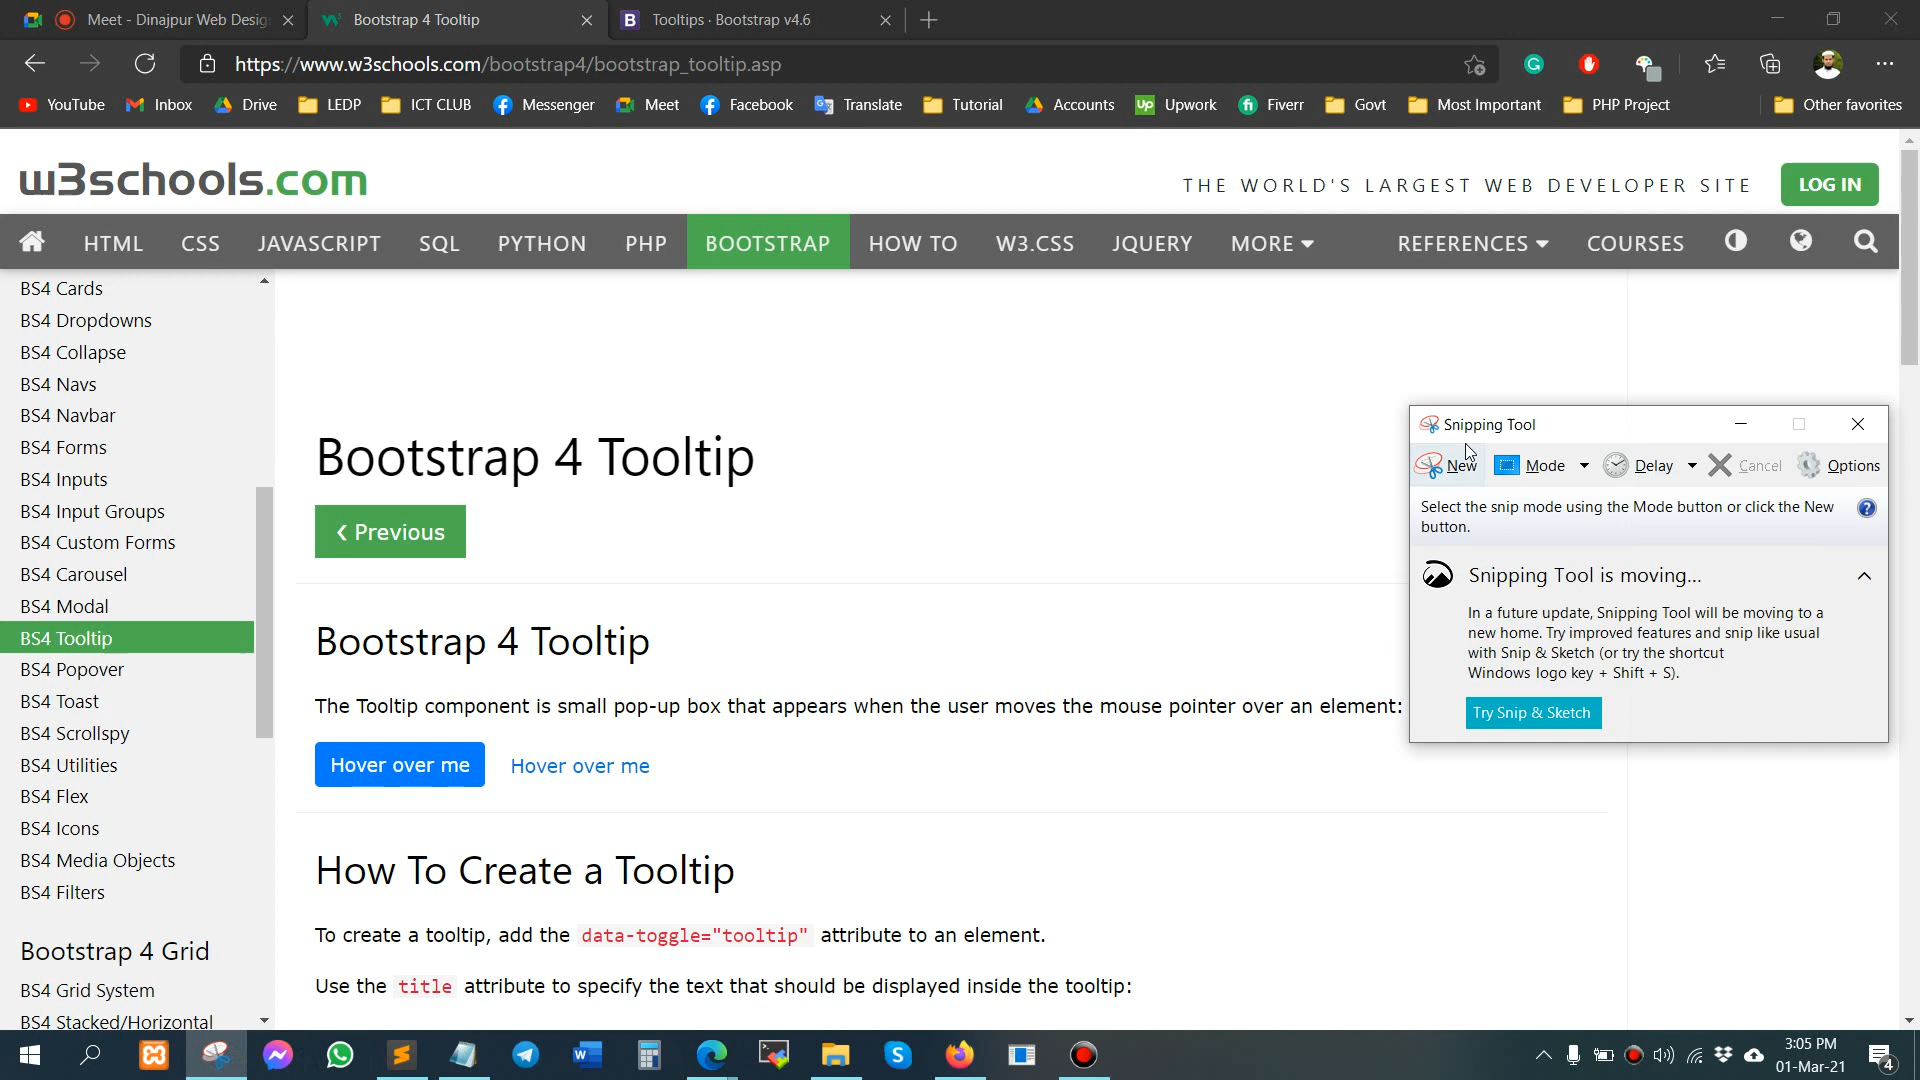 Meet - Dinajpur Web Desig
Bootstrap 4 Tooltip
Tooltips · Bootstrap v4.6
https://www.w3schools.com/bootstrap4/bootstrap_tooltip.asp
YouTube
Inbox
Drive
LEDP
ICT CLUB
Messenger
Meet
Facebook
Translate
Tutorial
Accounts
Upwork
Fiverr
Govt
Most Important
PHP Project
Other favorites
w3schools.com
THE WORLD'S LARGEST WEB DEVELOPER SITE
LOG IN
HTML
CSS
JAVASCRIPT
SQL
PYTHON
PHP
BOOTSTRAP
HOW TO
W3.CSS
JQUERY
MORE
REFERENCES
COURSES
BS4 Cards
BS4 Dropdowns
BS4 Collapse
BS4 Navs
BS4 Navbar
BS4 Forms
BS4 Inputs
BS4 Input Groups
BS4 Custom Forms
BS4 Carousel
BS4 Modal
BS4 Tooltip
BS4 Popover
BS4 Toast
BS4 Scrollspy
BS4 Utilities
BS4 Flex
BS4 Icons
BS4 Media Objects
BS4 Filters
Bootstrap 4 Grid
BS4 Grid System
BS4 Stacked/Horizontal
Bootstrap 4 Tooltip
❮ Previous
Bootstrap 4 Tooltip
The Tooltip component is small pop-up box that appears when the user moves the mouse pointer over an element:
Hover over me
Hover over me
How To Create a Tooltip
To create a tooltip, add the data-toggle="tooltip" attribute to an element.
Use the title attribute to specify the text that should be displayed inside the tooltip:
Snipping Tool
New
Mode
Delay
Cancel
Options
Select the snip mode using the Mode button or click the New
button.
Snipping Tool is moving...
In a future update, Snipping Tool will be moving to a
new home. Try improved features and snip like usual
with Snip & Sketch (or try the shortcut
Windows logo key + Shift + S).
Try Snip & Sketch
3:05 PM
01-Mar-21
4